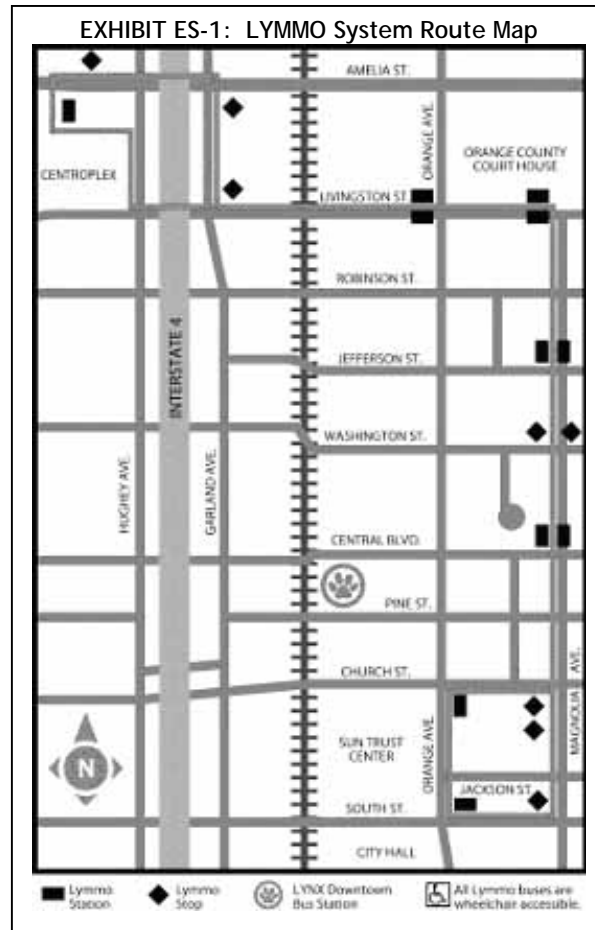 EXHIBIT ES-1: LYMMO System Route Map
AMELIA ST.
ORANGE AVE.
ORANGE COUNTY
COURT HOUSE
CENTROPLEX
LIVINGSTON ST.
ROBINSON ST.
INTERSTATE 4
JEFFERSON ST.
WASHINGTON ST.
HUGHEY AVE.
GARLAND AVE.
CENTRAL BLVD.
PINE ST.
CHURCH ST.
MAGNOLIA AVE.
N
SUN TRUST
CENTER
ORANGE AVE.
JACKSON ST.
SOUTH ST.
CITY HALL
Lymmo
Station
Lymmo
Stop
LYNX Downtown
Bus Station
All Lymmo buses are
wheelchair accessible.